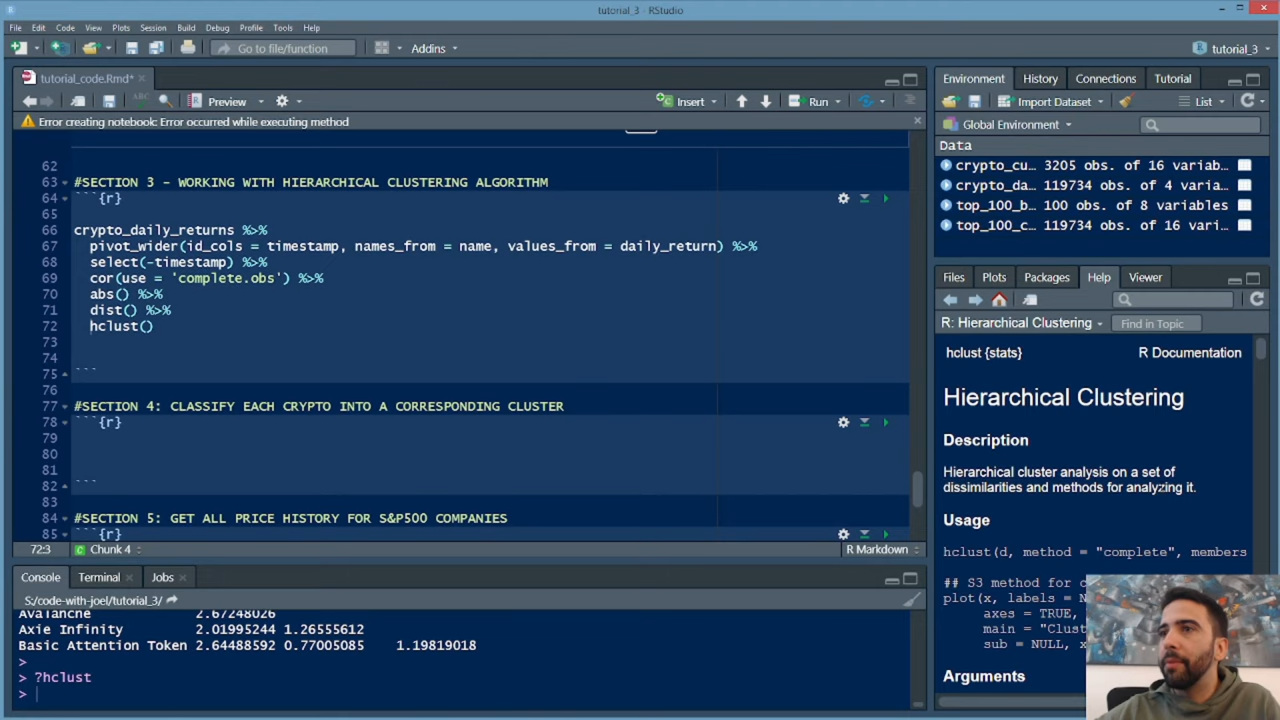 tutorial_3 - RStudio
File Edit Code View Plots Session Build Debug Profile Tools Help
Go to file/function Addins tutorial_3
tutorial_code.Rmd*
Preview Insert Run
Error creating notebook: Error occurred while executing method
62
63 #SECTION 3 - WORKING WITH HIERARCHICAL CLUSTERING ALGORITHM
64 ```{r}
65
66 crypto_daily_returns %>%
67 pivot_wider(id_cols = timestamp, names_from = name, values_from = daily_return) %>%
68 select(-timestamp) %>%
69 cor(use = 'complete.obs') %>%
70 abs() %>%
71 dist() %>%
72 hclust()
73
74
75 ```
76
77 #SECTION 4: CLASSIFY EACH CRYPTO INTO A CORRESPONDING CLUSTER
78 ```{r}
79
80
81
82 ```
83
84 #SECTION 5: GET ALL PRICE HISTORY FOR S&P500 COMPANIES
85 ```{r}
72:3 Chunk 4 R Markdown
Console Terminal Jobs
S:/code-with-joel/tutorial_3/
Avalanche 2.67248026
Axie Infinity 2.01995244 1.26555612
Basic Attention Token 2.64488592 0.77005085 1.19819018
>
> ?hclust
>
Environment History Connections Tutorial
Import Dataset List
Global Environment
Data
crypto_cu… 3205 obs. of 16 variab…
crypto_da… 119734 obs. of 4 varia…
top_100_b… 100 obs. of 8 variables
top_100_c… 119734 obs. of 16 vari…
Files Plots Packages Help Viewer
R: Hierarchical Clustering Find in Topic
hclust {stats} R Documentation
Hierarchical Clustering
Description
Hierarchical cluster analysis on a set of
dissimilarities and methods for analyzing it.
Usage
hclust(d, method = "complete", members
## S3 method for c
plot(x, labels = N
axes = TRUE,
main = "Clust
sub = NULL, x
Arguments